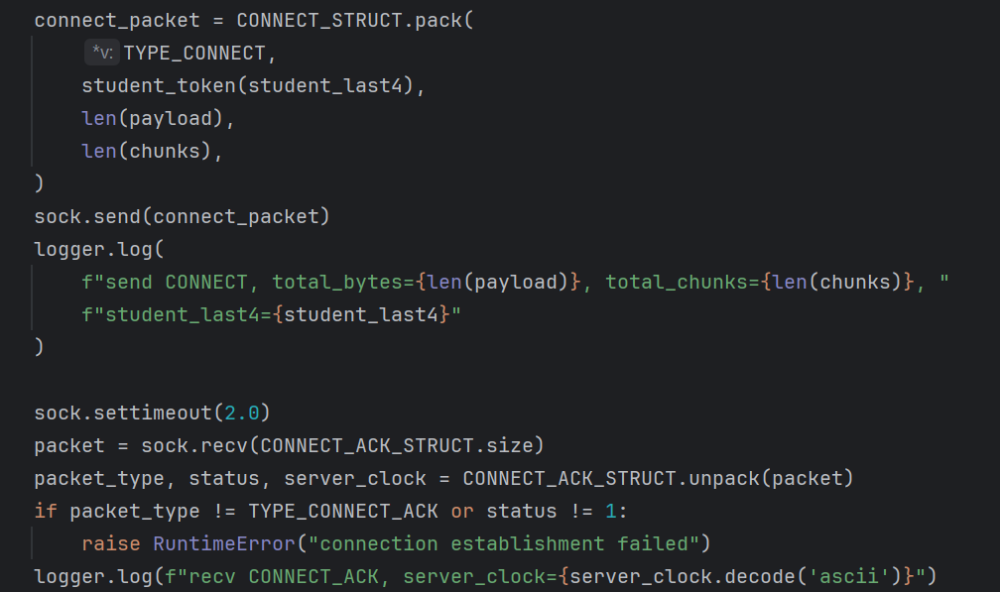 connect_packet = CONNECT_STRUCT.pack(
    *v: TYPE_CONNECT,
    student_token(student_last4),
    len(payload),
    len(chunks),
)
sock.send(connect_packet)
logger.log(
    f"send CONNECT, total_bytes={len(payload)}, total_chunks={len(chunks)}, "
    f"student_last4={student_last4}"
)
sock.settimeout(2.0)
packet = sock.recv(CONNECT_ACK_STRUCT.size)
packet_type, status, server_clock = CONNECT_ACK_STRUCT.unpack(packet)
if packet_type != TYPE_CONNECT_ACK or status != 1:
    raise RuntimeError("connection establishment failed")
logger.log(f"recv CONNECT_ACK, server_clock={server_clock.decode('ascii')}")